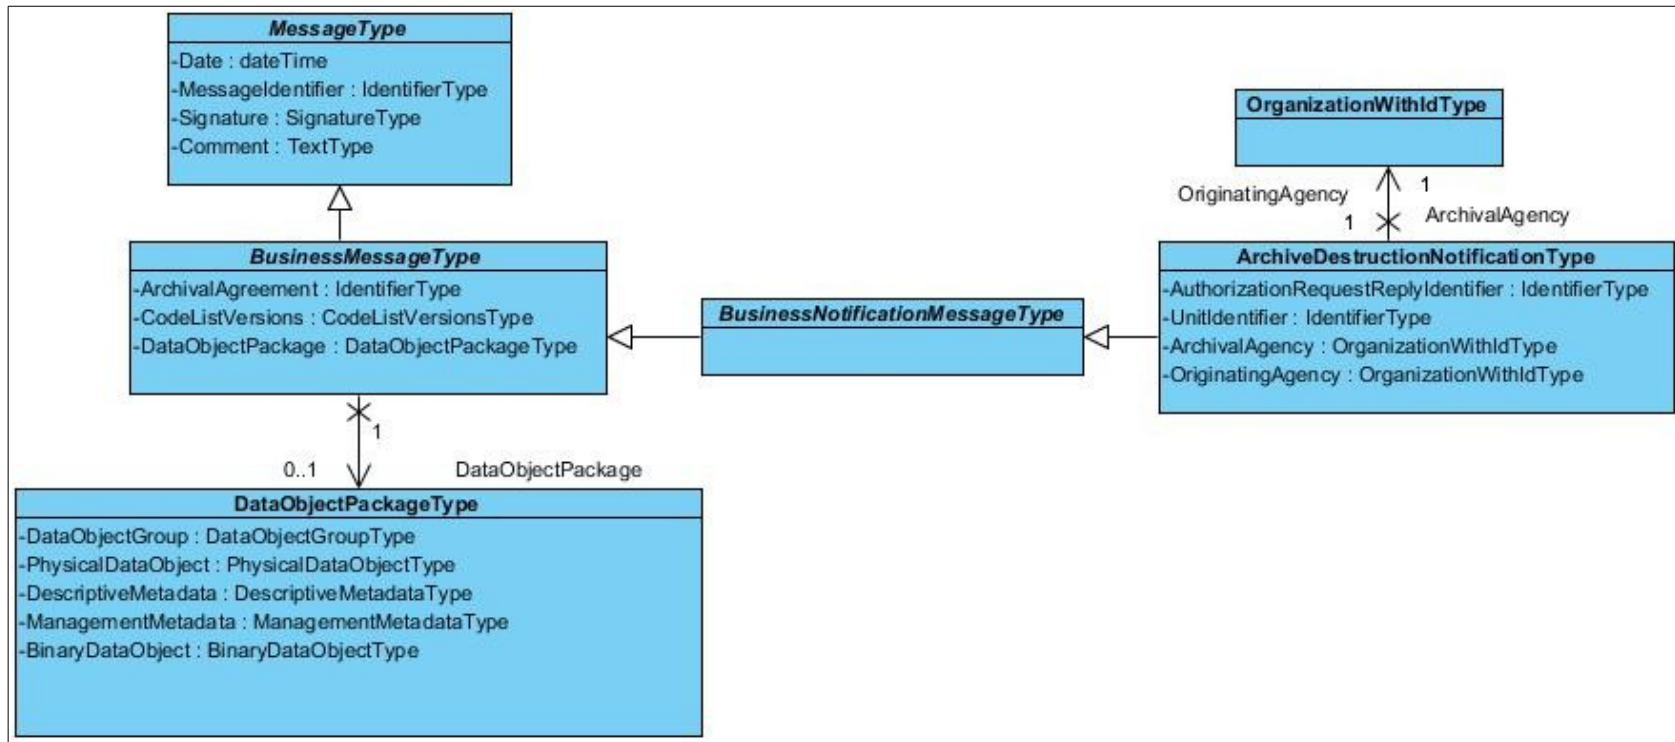 MessageType
-Date : dateTime
-MessageIdentifier : IdentifierType
-Signature : SignatureType
-Comment : TextType
OrganizationWithIdType
OriginatingAgency
1
1
ArchivalAgency
BusinessMessageType
-ArchivalAgreement : IdentifierType
-CodeListVersions : CodeListVersionsType
-DataObjectPackage : DataObjectPackageType
BusinessNotificationMessageType
ArchiveDestructionNotificationType
-AuthorizationRequestReplyIdentifier : IdentifierType
-UnitIdentifier : IdentifierType
-ArchivalAgency : OrganizationWithIdType
-OriginatingAgency : OrganizationWithIdType
1
0..1
DataObjectPackage
DataObjectPackageType
-DataObjectGroup : DataObjectGroupType
-PhysicalDataObject : PhysicalDataObjectType
-DescriptiveMetadata : DescriptiveMetadataType
-ManagementMetadata : ManagementMetadataType
-BinaryDataObject : BinaryDataObjectType